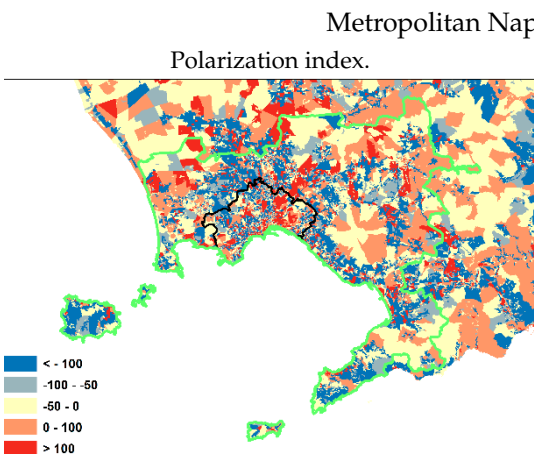 Metropolitan Nap
Polarization index.
< - 100
-100 - -50
-50 - 0
0 - 100
> 100